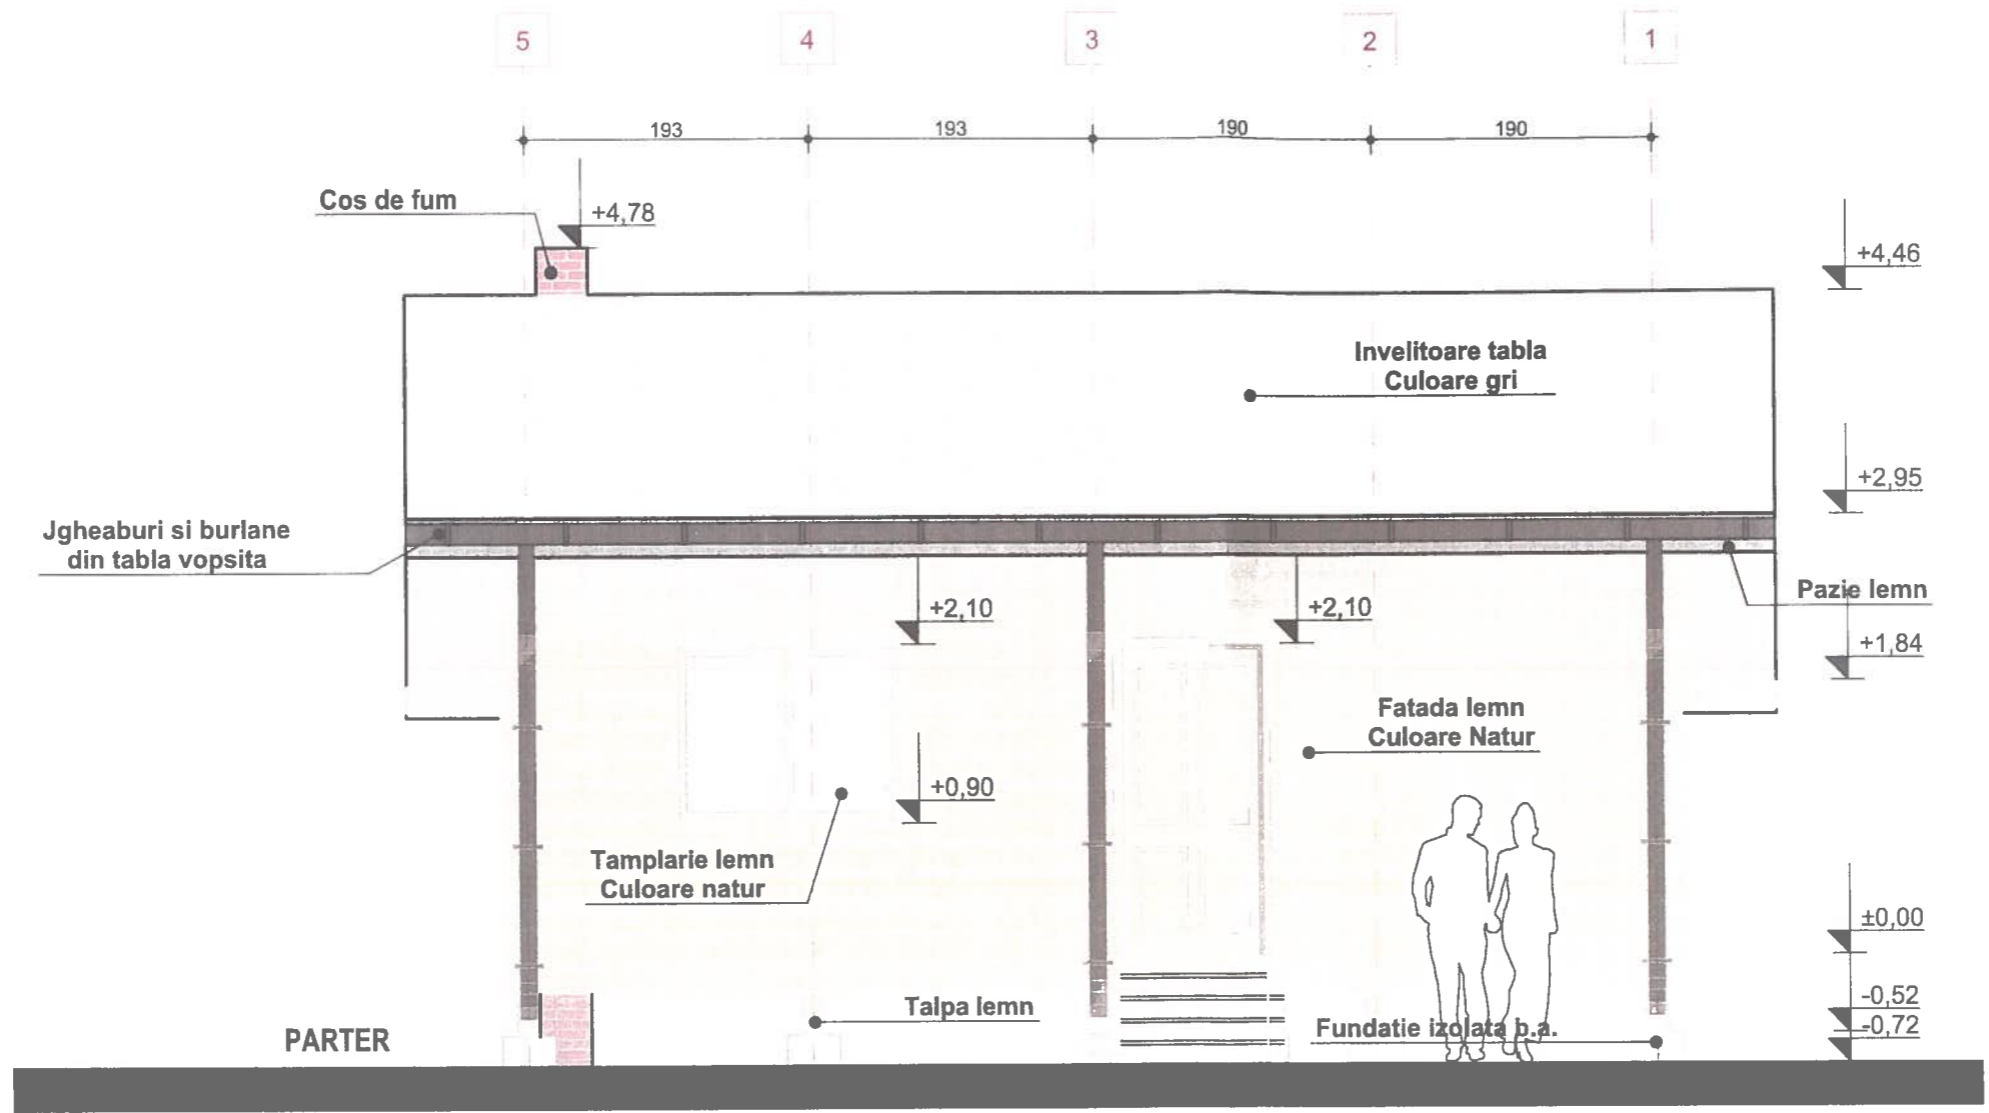 5 4 3 2 1
193 193 190 190
Cos de fum
+4,78
+4,46
Invelitoare tabla
Culoare gri
+2,95
Jgheaburi si burlane
din tabla vopsita
Pazie lemn
+2,10 +2,10
+1,84
Fatada lemn
Culoare Natur
+0,90
Tamplarie lemn
Culoare natur
±0,00
-0,52
Talpa lemn
-0,72
Fundatie izolata b.a.
PARTER